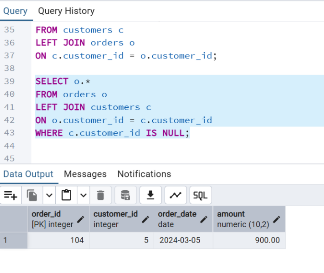 Query Query History
35 FROM customers c
36 LEFT JOIN orders o
37 ON c.customer_id = o.customer_id;
38
39 SELECT o.*
40 FROM orders o
41 LEFT JOIN customers c
42 ON o.customer_id = c.customer_id
43 WHERE c.customer_id IS NULL;
44
45
Data Output Messages Notifications
SQL
order_id customer_id order_date amount
[PK] integer integer date numeric (10,2)
1 104 5 2024-03-05 900.00